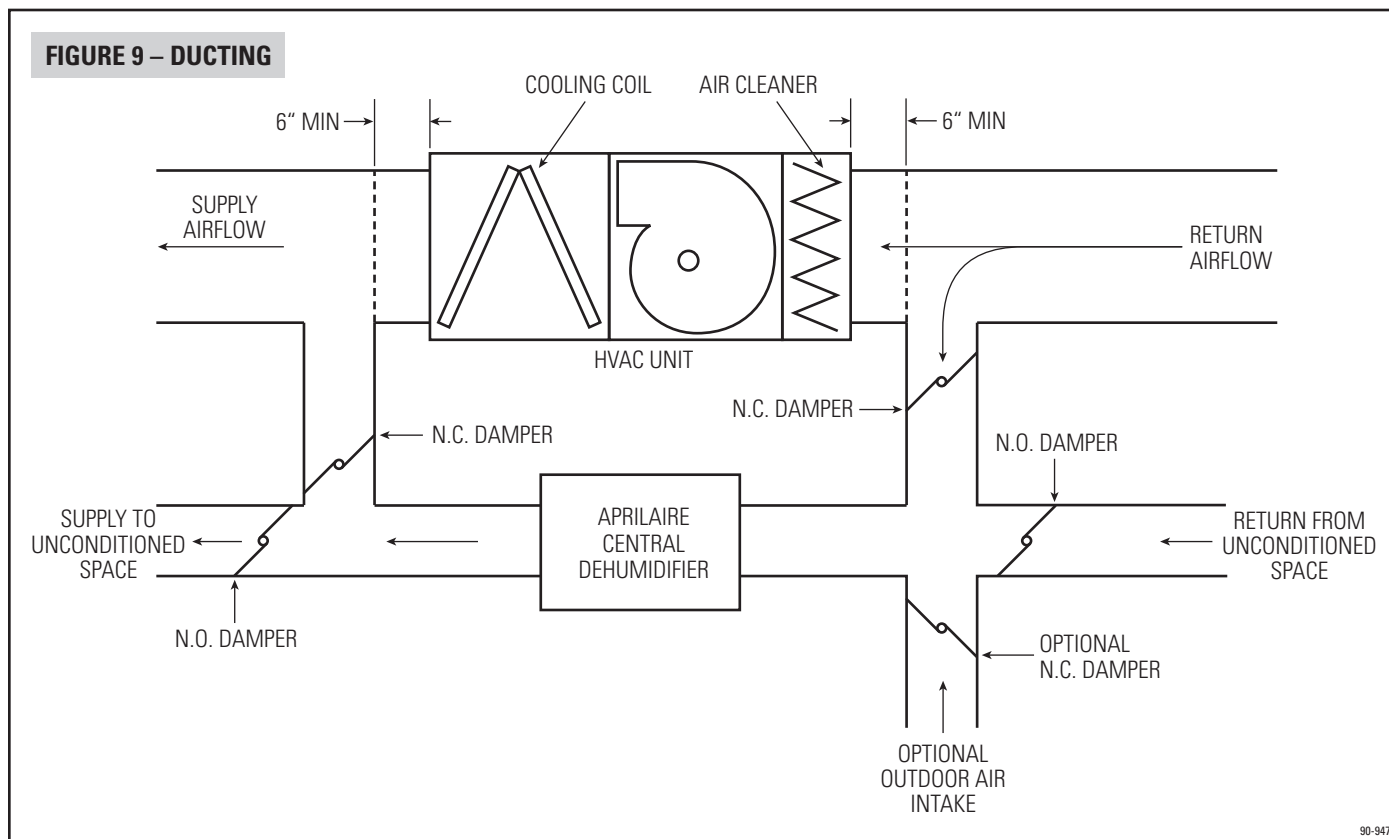 FIGURE 9 – DUCTING
COOLING COIL
AIR CLEANER
6“ MIN
6“ MIN
SUPPLY
AIRFLOW
RETURN
AIRFLOW
HVAC UNIT
N.C. DAMPER
N.C. DAMPER
N.O. DAMPER
SUPPLY TO
UNCONDITIONED
SPACE
APRILAIRE
CENTRAL
DEHUMIDIFIER
RETURN FROM
UNCONDITIONED
SPACE
N.O. DAMPER
OPTIONAL
N.C. DAMPER
OPTIONAL
OUTDOOR AIR
INTAKE
90-947